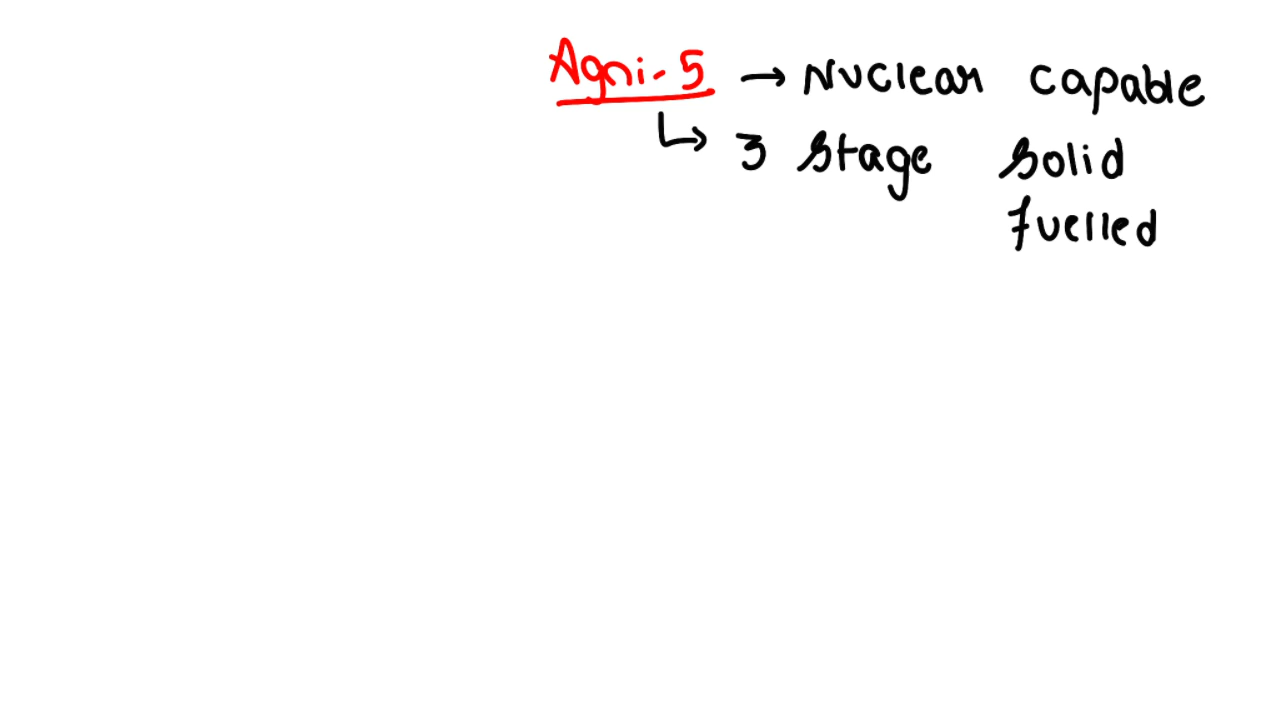 Agni-5 → Nuclear capable
↳ 3 stage solid
fuelled